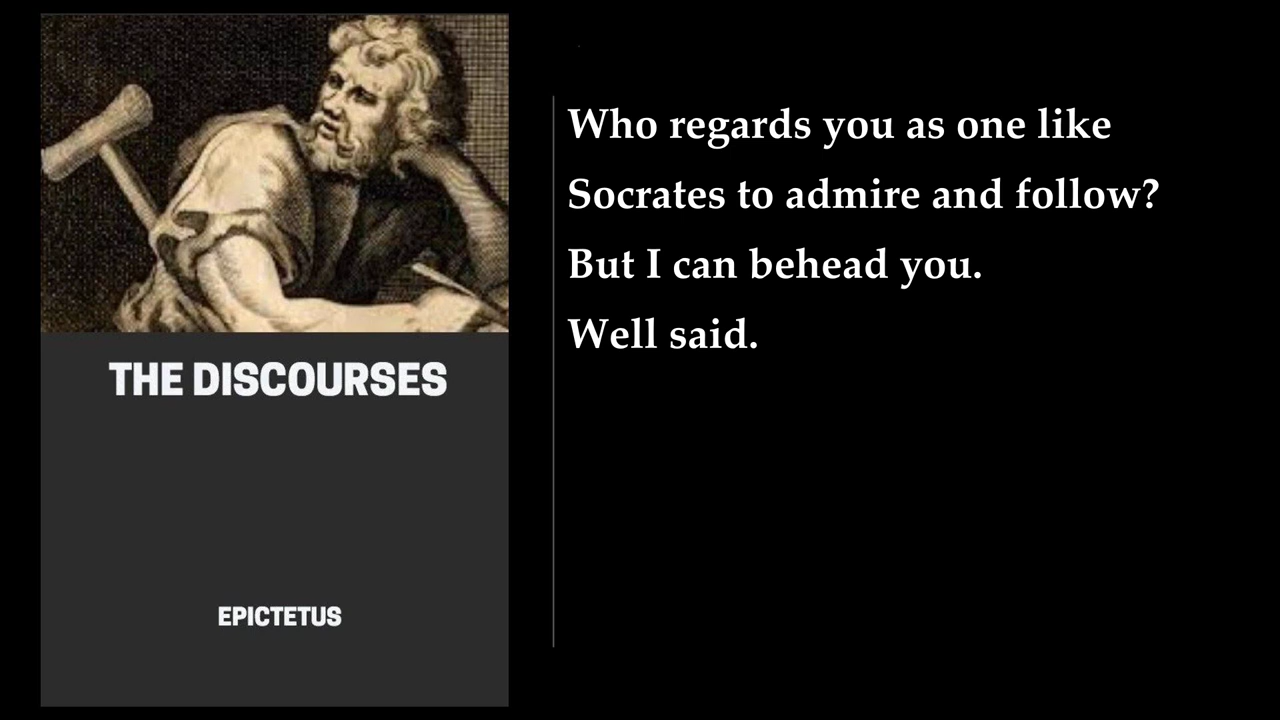 THE DISCOURSES
EPICTETUS
Who regards you as one like
Socrates to admire and follow?
But I can behead you.
Well said.